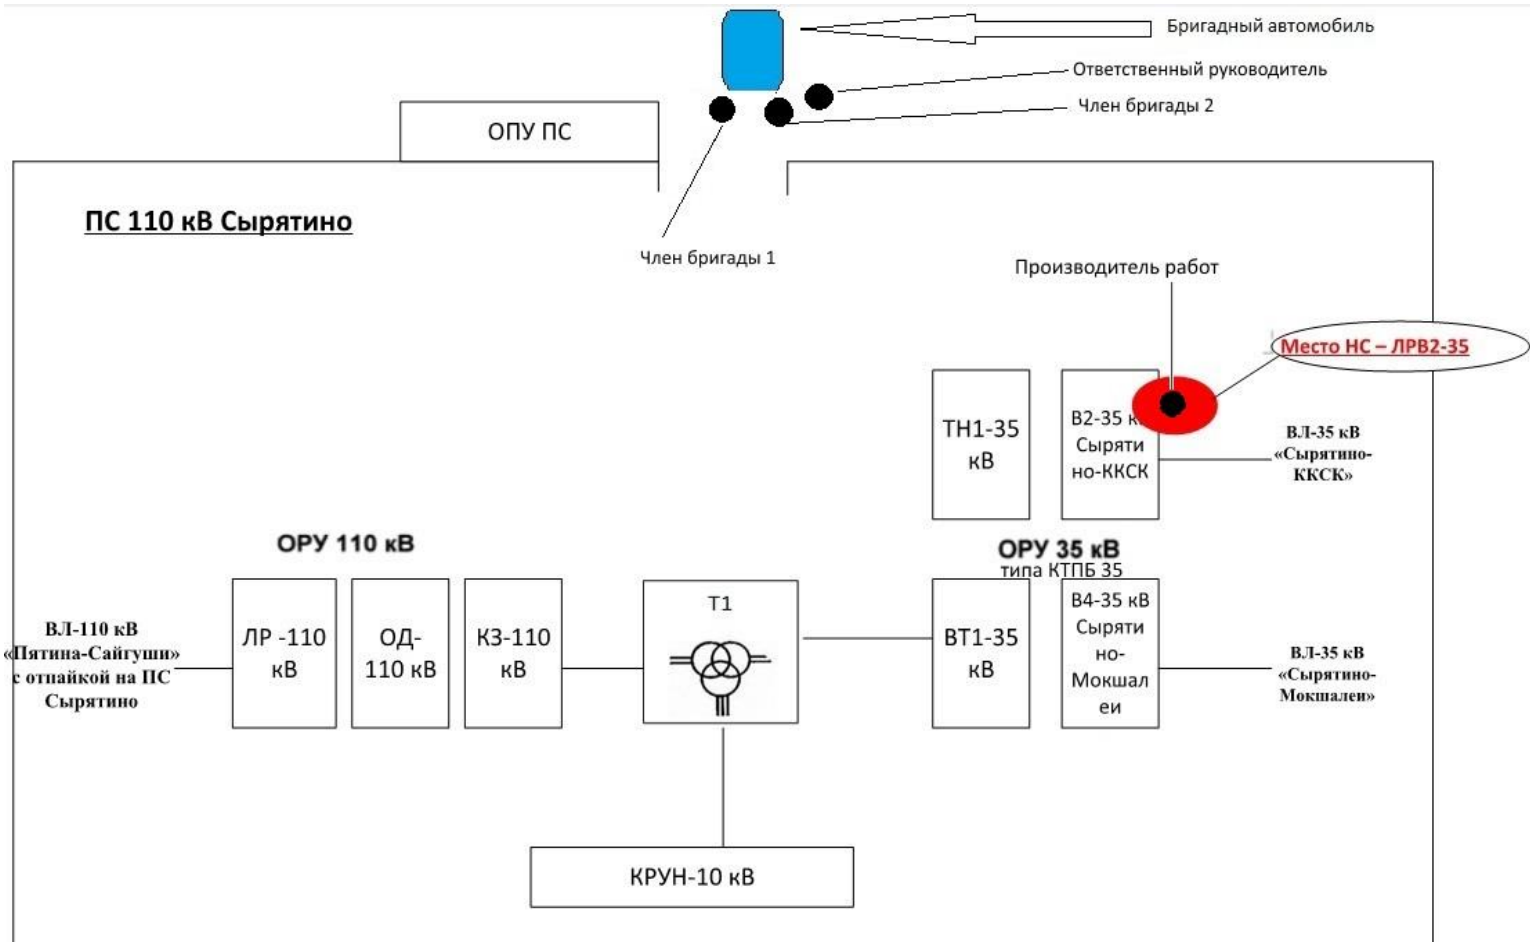 Бригадный автомобиль
Ответственный руководитель
Член бригады 2
ОПУ ПС
ПС 110 кВ Сырятино
Член бригады 1
Производитель работ
Место НС – ЛРВ2-35
ТН1-35
кВ
В2-35 к
Сыряти
но-ККСК
ВЛ-35 кВ
«Сырятино-
ККСК»
ОРУ 110 кВ
ОРУ 35 кВ
типа КТПБ 35
ВЛ-110 кВ
«Пятина-Сайгуши»
с отпайкой на ПС
Сырятино
ЛР -110
кВ
ОД-
110 кВ
КЗ-110
кВ
Т1
ВТ1-35
кВ
В4-35 кВ
Сыряти
но-
Мокшал
еи
ВЛ-35 кВ
«Сырятино-
Мокшалеи»
КРУН-10 кВ